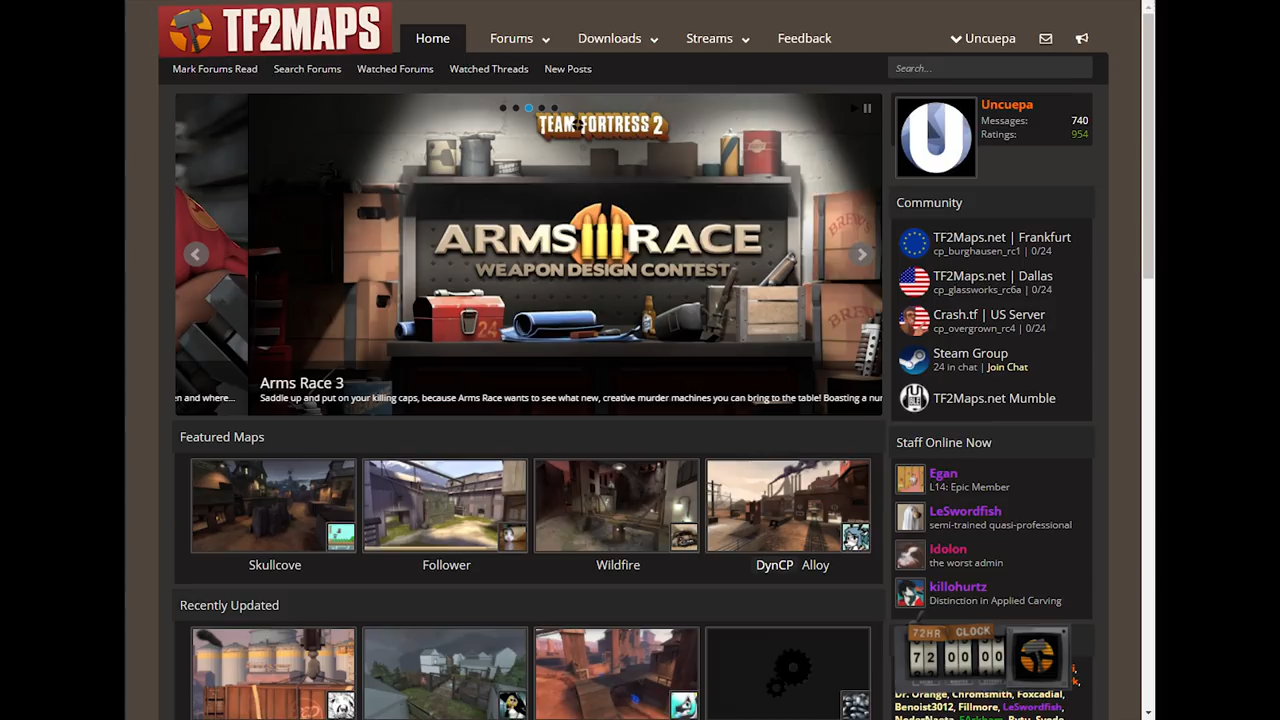 TF2MAPS
Home
Forums
Downloads
Streams
Feedback
Uncuepa
Mark Forums Read
Search Forums
Watched Forums
Watched Threads
New Posts
Search...
TEAM FORTRESS 2
ARMS RACE
WEAPON DESIGN CONTEST
BREW
24
Arms Race 3
en and where...
Saddle up and put on your killing caps, because Arms Race wants to see what new, creative murder machines you can bring to the table! Boasting a nu
Uncuepa
Messages: 740
Ratings: 954
Community
TF2Maps.net | Frankfurt
cp_burghausen_rc1 | 0/24
TF2Maps.net | Dallas
cp_glassworks_rc6a | 0/24
Crash.tf | US Server
cp_overgrown_rc4 | 0/24
Steam Group
24 in chat | Join Chat
TF2Maps.net Mumble
Featured Maps
Skullcove
Follower
Wildfire
DynCP Alloy
Recently Updated
Staff Online Now
Egan
L14: Epic Member
LeSwordfish
semi-trained quasi-professional
Idolon
the worst admin
killohurtz
Distinction in Applied Carving
72HR CLOCK
72 00 00
Dr. Orange, Chromsmith, Foxcadial,
Benoist3012, Fillmore, LeSwordfish,